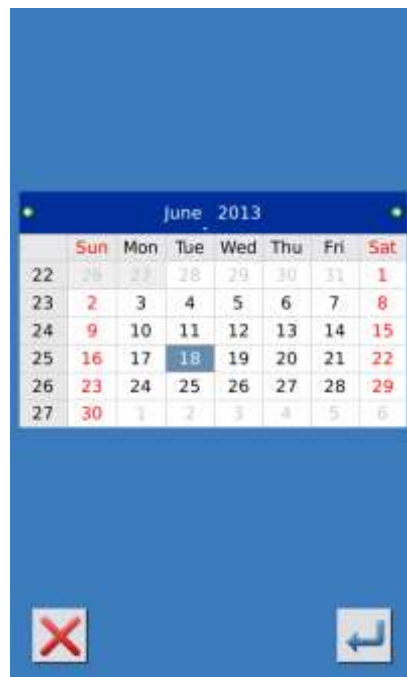 June 2013
Sun Mon Tue Wed Thu Fri Sat
22 26 27 28 29 30 31 1
23 2 3 4 5 6 7 8
24 9 10 11 12 13 14 15
25 16 17 18 19 20 21 22
26 23 24 25 26 27 28 29
27 30 1 2 3 4 5 6